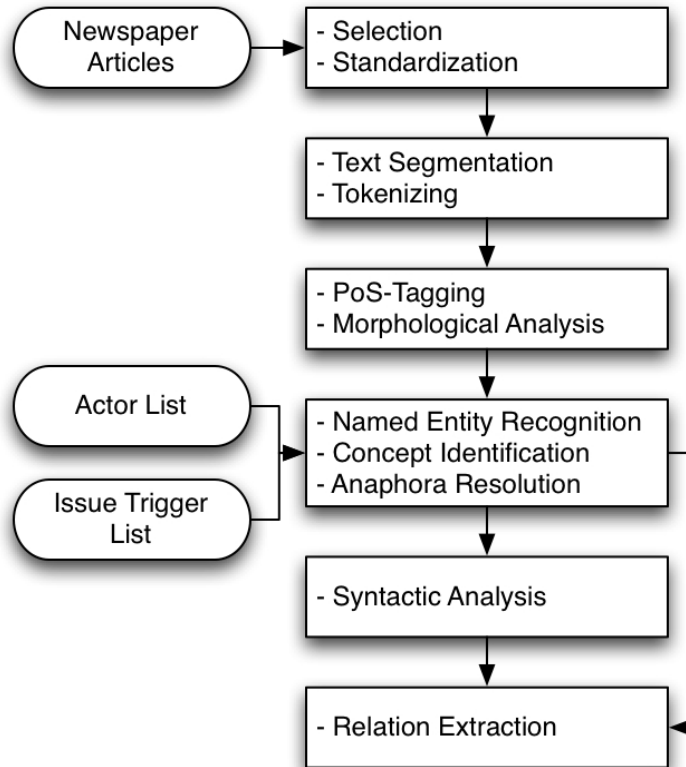 Newspaper
Articles
- Selection
- Standardization
- Text Segmentation
- Tokenizing
- PoS-Tagging
- Morphological Analysis
Actor List
Issue Trigger
List
- Named Entity Recognition
- Concept Identification
- Anaphora Resolution
- Syntactic Analysis
- Relation Extraction